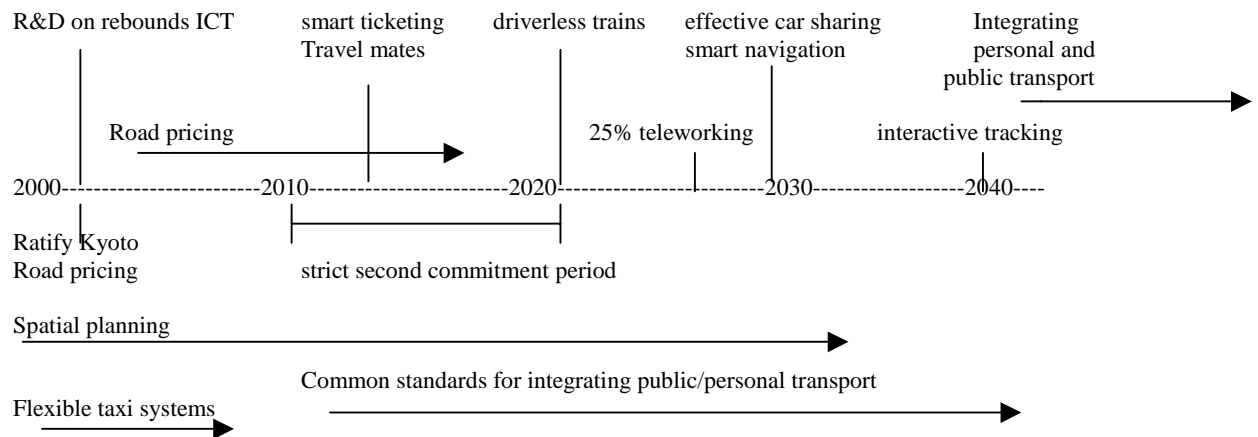 R&D on rebounds ICT
smart ticketing
Travel mates
driverless trains
effective car sharing
smart navigation
Integrating
personal and
public transport
Road pricing
25% teleworking
interactive tracking
2000-----------------------2010-----------------------2020-----------------------2030----------------2040----
Ratify Kyoto
Road pricing
strict second commitment period
Spatial planning
Common standards for integrating public/personal transport
Flexible taxi systems